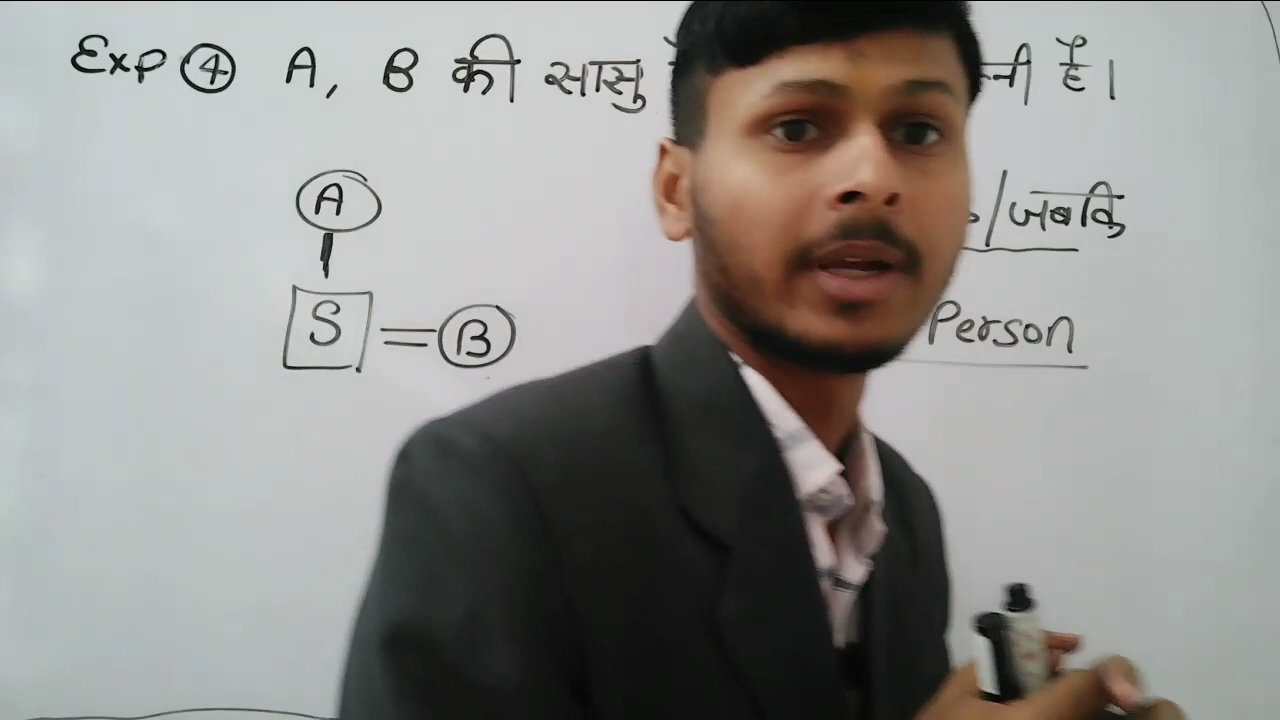 Exp ④ A, B की सासु है।
A
/जबकि
S = B
Person